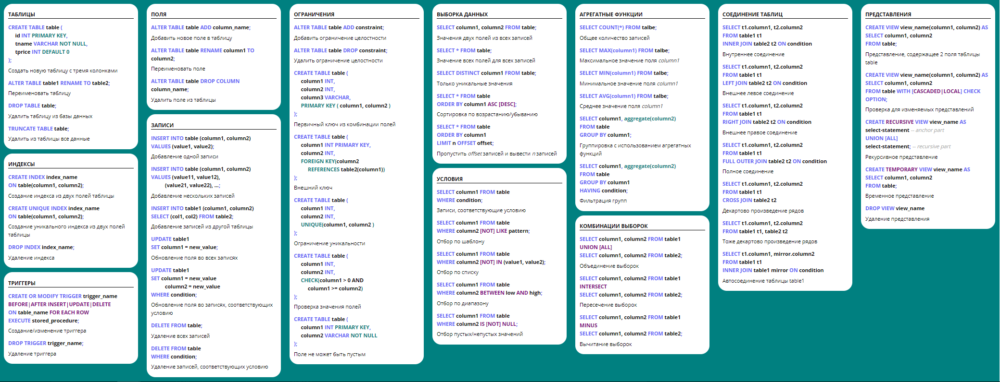 ТАБЛИЦЫ
CREATE TABLE table (
id INT PRIMARY KEY,
tname VARCHAR NOT NULL,
tprice INT DEFAULT 0
);
Создать новую таблицу с тремя колонками
ALTER TABLE table1 RENAME TO table2;
Переименовать таблицу
DROP TABLE table;
Удалить таблицу из базы данных
TRUNCATE TABLE table;
Удалить из таблицы все данные
ИНДЕКСЫ
CREATE INDEX index_name
ON table(column1, column2);
Создание индекса из двух полей таблицы
CREATE UNIQUE INDEX index_name
ON table(column1, column2);
Создание уникального индекса из двух полей
таблицы
DROP INDEX index_name;
Удаление индекса
ТРИГГЕРЫ
CREATE OR MODIFY TRIGGER trigger_name
BEFORE|AFTER INSERT|UPDATE|DELETE
ON table_name FOR EACH ROW
EXECUTE stored_procedure;
Создание/изменение триггера
DROP TRIGGER trigger_name;
Удаление триггера
ПОЛЯ
ALTER TABLE table ADD column_name;
Добавить новое поле в таблицу
ALTER TABLE table RENAME column1 TO
column2;
Переименовать поле
ALTER TABLE table DROP COLUMN
column_name;
Удалить поле из таблицы
ЗАПИСИ
INSERT INTO table (column1, column2)
VALUES (value1, value2);
Добавление одной записи
INSERT INTO table (column1, column2)
VALUES (value11, value12),
(value21, value22), ...;
Добавление нескольких записей
INSERT INTO table1 (column1, column2)
SELECT (col1, col2) FROM table2;
Добавление записей из другой таблицы
UPDATE table1
SET column1 = new_value;
Обновление поля во всех записях
UPDATE table1
SET column1 = new_value
column2 = new_value
WHERE condition;
Обновление поля во записях, соответствующих
условию
DELETE FROM table;
Удаление всех записей
DELETE FROM table
WHERE condition;
Удаление записей, соответствующих условию
ОГРАНИЧЕНИЯ
ALTER TABLE table ADD constraint;
Добавить ограничение целостности
ALTER TABLE table DROP constraint;
Удалить ограничение целостности
CREATE TABLE table (
column1 INT,
column2 INT,
column3 VARCHAR,
PRIMARY KEY ( column1, column2 )
);
Первичный ключ из комбинации полей
CREATE TABLE table (
column1 INT PRIMARY KEY,
column2 INT,
FOREIGN KEY(column2
REFERENCES table2(column1))
);
Внешний ключ
CREATE TABLE table (
column1 INT,
column2 INT,
UNIQUE(column1, column2 )
);
Ограничение уникальности
CREATE TABLE table (
column1 INT,
column2 INT,
CHECK(column1 > 0 AND
column1 >= column2)
);
Проверка значения полей
CREATE TABLE table (
column1 INT PRIMARY KEY,
column2 VARCHAR NOT NULL
);
Поле не может быть пустым
ВЫБОРКА ДАННЫХ
SELECT column1, column2 FROM table;
Значения двух полей из всех записей
SELECT * FROM table;
Значение всех полей для всех записей
SELECT DISTINCT column1 FROM table;
Только уникальные значения
SELECT * FROM table
ORDER BY column1 ASC [DESC];
Сортировка по возрастанию/убыванию
SELECT * FROM table
ORDER BY column1
LIMIT n OFFSET offset;
Пропустить offset записей и вывести n записей
УСЛОВИЯ
SELECT column1 FROM table
WHERE condition;
Записи, соответствующие условию
SELECT column1 FROM table
WHERE column2 [NOT] LIKE pattern;
Отбор по шаблону
SELECT column1 FROM table
WHERE column2 [NOT] IN (value1, value2);
Отбор по списку
SELECT column1 FROM table
WHERE column2 BETWEEN low AND high;
Отбор по диапазону
SELECT column1 FROM table
WHERE column2 IS [NOT] NULL;
Отбор пустых/непустых значений
АГРЕГАТНЫЕ ФУНКЦИИ
SELECT COUNT(*) FROM talbe;
Общее количество записей
SELECT MAX(column1) FROM talbe;
Максимальное значение поля column1
SELECT MIN(column1) FROM talbe;
Минимальное значение поля column1
SELECT AVG(column1) FROM talbe;
Среднее значение поля column1
SELECT column1, aggregate(column2)
FROM table
GROUP BY column1;
Группировка с использованием агрегатных
функций
SELECT column1, aggregate(column2)
FROM table
GROUP BY column1
HAVING condition;
Фильтрация групп
КОМБИНАЦИИ ВЫБОРОК
SELECT column1, column2 FROM table1
UNION [ALL]
SELECT column1, column2 FROM table2;
Объединение выборок
SELECT column1, column2 FROM table1
INTERSECT
SELECT column1, column2 FROM table2;
Пересечение выборок
SELECT column1, column2 FROM table1
MINUS
SELECT column1, column2 FROM table2;
Вычитание выборок
СОЕДИНЕНИЕ ТАБЛИЦ
SELECT t1.column1, t2.column2
FROM table1 t1
INNER JOIN table2 t2 ON condition
Внутреннее соединение
SELECT t1.column1, t2.column2
FROM table1 t1
LEFT JOIN table2 t2 ON condition
Внешнее левое соединение
SELECT t1.column1, t2.column2
FROM table1 t1
RIGHT JOIN table2 t2 ON condition
Внешнее правое соединение
SELECT t1.column1, t2.column2
FROM table1 t1
FULL OUTER JOIN table2 t2 ON condition
Полное соединение
SELECT t1.column1, t2.column2
FROM table1 t1
CROSS JOIN table2 t2
Декартово произведение рядов
SELECT t1.column1, t2.column2
FROM table1 t1, table2 t2
Тоже декартово произведение рядов
SELECT t1.column1, mirror.column2
FROM table1 t1
INNER JOIN table1 mirror ON condition
Автосоединение таблицы table1
ПРЕДСТАВЛЕНИЯ
CREATE VIEW view_name(column1, column2) AS
SELECT column1, column2
FROM table;
Представление, содержащее 2 поля таблицы
table
CREATE VIEW view_name(column1, column2) AS
SELECT column1, column2
FROM table WITH [CASCADED|LOCAL] CHECK
OPTION;
Проверка для изменяемых представлений
CREATE RECURSIVE VIEW view_name AS
select-statement -- anchor part
UNION [ALL]
select-statement; -- recursive part
Рекурсивное представление
CREATE TEMPORARY VIEW view_name AS
SELECT column1, column2
FROM table;
Временное представление
DROP VIEW view_name
Удаление представления